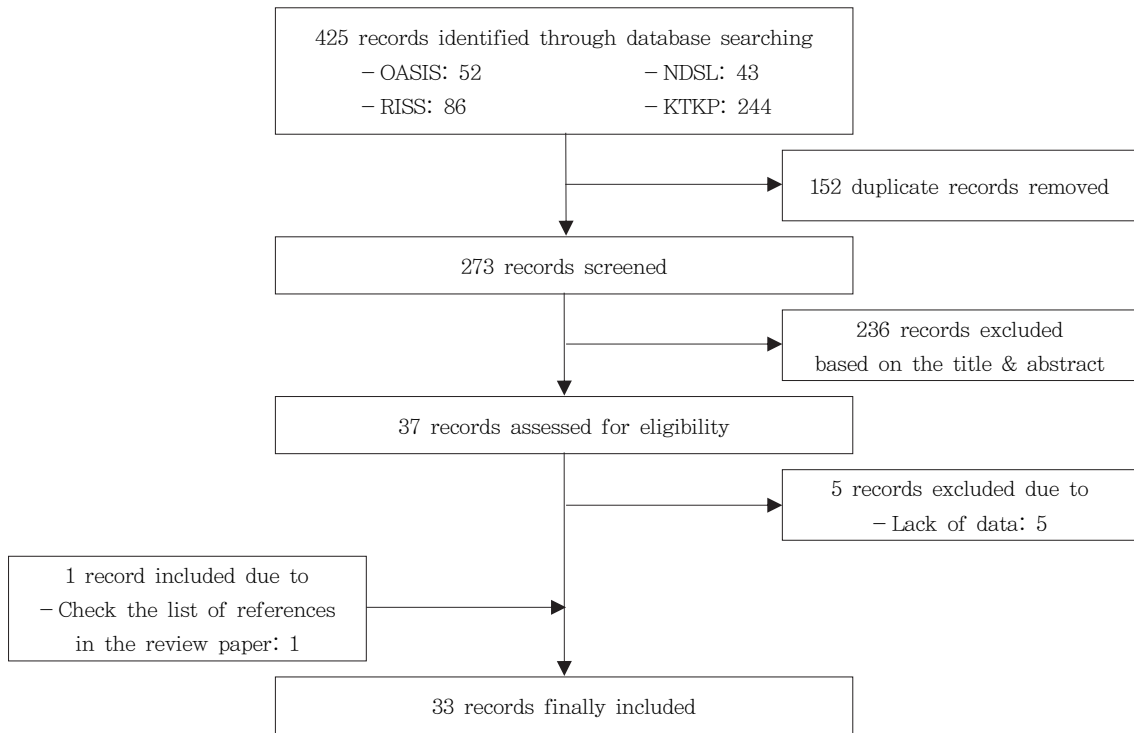 425 records identified through database searching
- OASIS: 52 - NDSL: 43
- RISS: 86 - KTKP: 244
152 duplicate records removed
273 records screened
236 records excluded
based on the title & abstract
37 records assessed for eligibility
5 records excluded due to
- Lack of data: 5
1 record included due to
- Check the list of references
in the review paper: 1
33 records finally included